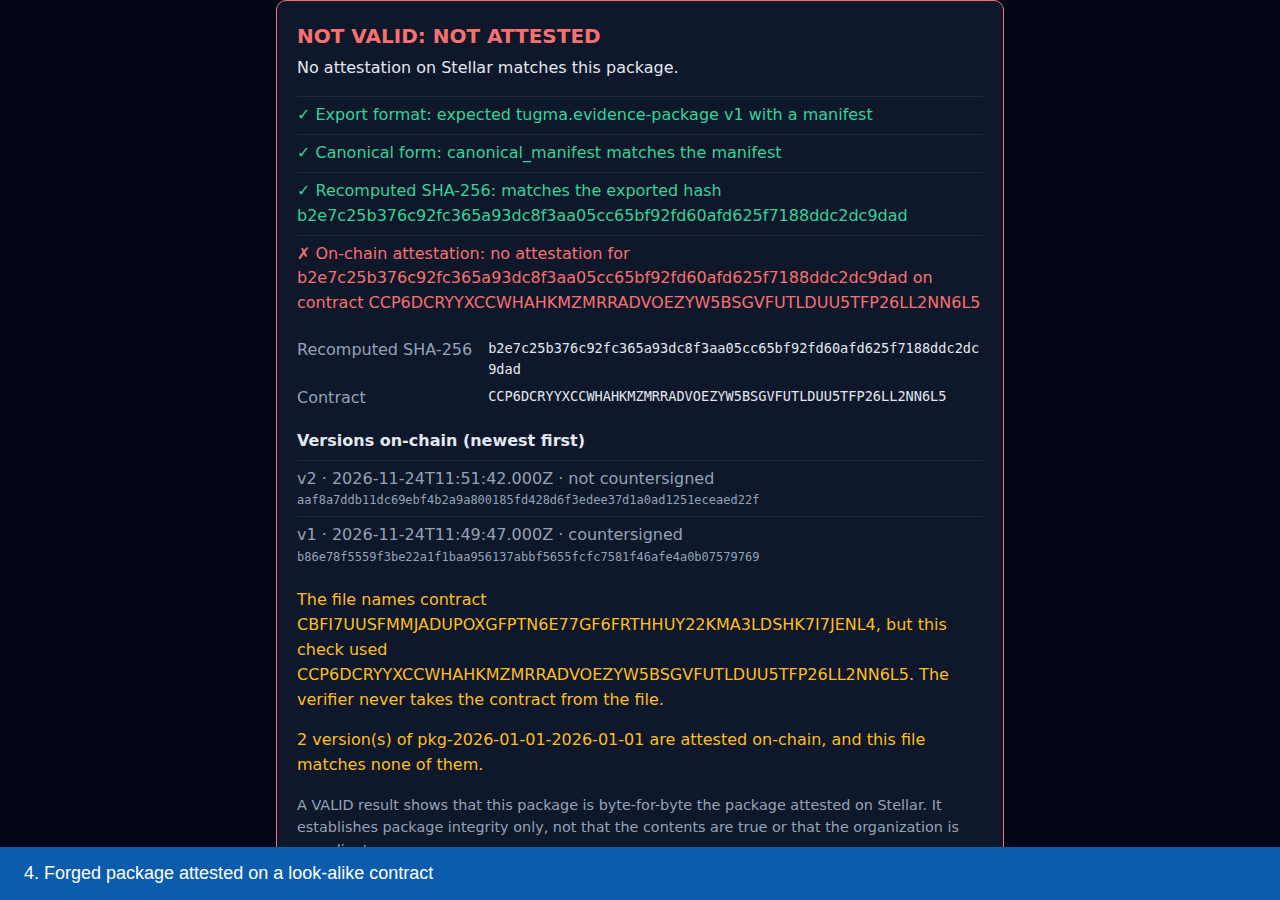 NOT VALID: NOT ATTESTED
No attestation on Stellar matches this package.
✓ Export format: expected tugma.evidence-package v1 with a manifest
✓ Canonical form: canonical_manifest matches the manifest
✓ Recomputed SHA-256: matches the exported hash
b2e7c25b376c92fc365a93dc8f3aa05cc65bf92fd60afd625f7188ddc2dc9dad
✗ On-chain attestation: no attestation for
b2e7c25b376c92fc365a93dc8f3aa05cc65bf92fd60afd625f7188ddc2dc9dad on
contract CCP6DCRYYXCCWHAHKMZMRRADVOEZYW5BSGVFUTLDUU5TFP26LL2NN6L5
Recomputed SHA-256 b2e7c25b376c92fc365a93dc8f3aa05cc65bf92fd60afd625f7188ddc2dc
9dad
Contract CCP6DCRYYXCCWHAHKMZMRRADVOEZYW5BSGVFUTLDUU5TFP26LL2NN6L5
Versions on-chain (newest first)
v2 · 2026-11-24T11:51:42.000Z · not countersigned
aaf8a7ddb11dc69ebf4b2a9a800185fd428d6f3edee37d1a0ad1251eceaed22f
v1 · 2026-11-24T11:49:47.000Z · countersigned
b86e78f5559f3be22a1f1baa956137abbf5655fcfc7581f46afe4a0b07579769
The file names contract
CBFI7UUSFMMJADUPOXGFPTN6E77GF6FRTHHUY22KMA3LDSHK7I7JENL4, but this
check used
CCP6DCRYYXCCWHAHKMZMRRADVOEZYW5BSGVFUTLDUU5TFP26LL2NN6L5. The
verifier never takes the contract from the file.
2 version(s) of pkg-2026-01-01-2026-01-01 are attested on-chain, and this file
matches none of them.
A VALID result shows that this package is byte-for-byte the package attested on Stellar. It
establishes package integrity only, not that the contents are true or that the organization is
4. Forged package attested on a look-alike contract